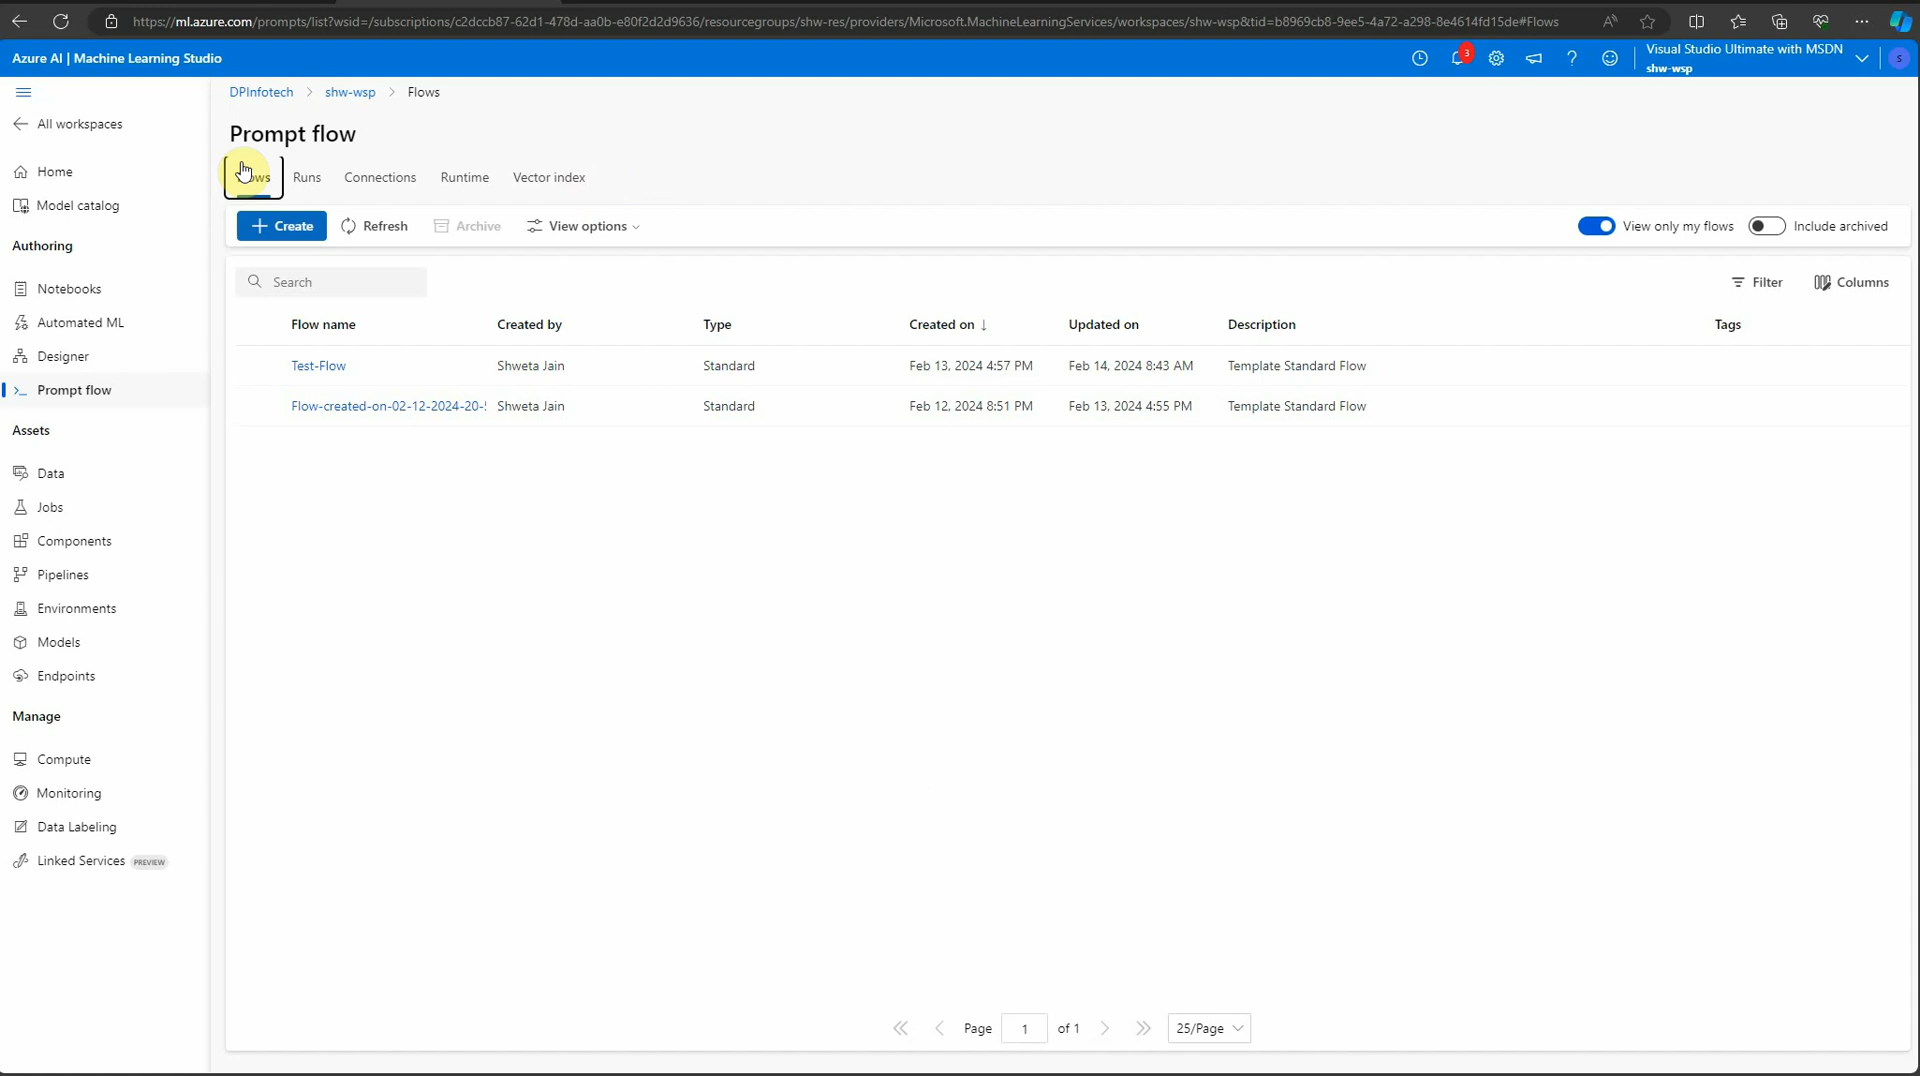 https://ml.azure.com/prompts/list?wsid=/subscriptions/c2dccb87-62d1-478d-aa0b-e80f2d2d9636/resourcegroups/shw-res/providers/Microsoft.MachineLearningServices/workspaces/shw-wsp&tid=b8969cb8-9ee5-4a72-a298-8e4614fd15de#Flows
Azure AI | Machine Learning Studio
3
Visual Studio Ultimate with MSDN
shw-wsp
S
DPInfotech > shw-wsp > Flows
All workspaces
Prompt flow
Home
Runs Connections Runtime Vector index
Model catalog
Create Refresh Archive View options
View only my flows Include archived
Authoring
Search
Filter Columns
Notebooks
Automated ML
Designer
Prompt flow
Flow name Created by Type Created on ↓ Updated on Description Tags
Test-Flow Shweta Jain Standard Feb 13, 2024 4:57 PM Feb 14, 2024 8:43 AM Template Standard Flow
Flow-created-on-02-12-2024-20- Shweta Jain Standard Feb 12, 2024 8:51 PM Feb 13, 2024 4:55 PM Template Standard Flow
Assets
Data
Jobs
Components
Pipelines
Environments
Models
Endpoints
Manage
Compute
Monitoring
Data Labeling
Linked Services PREVIEW
Page 1 of 1 25/Page